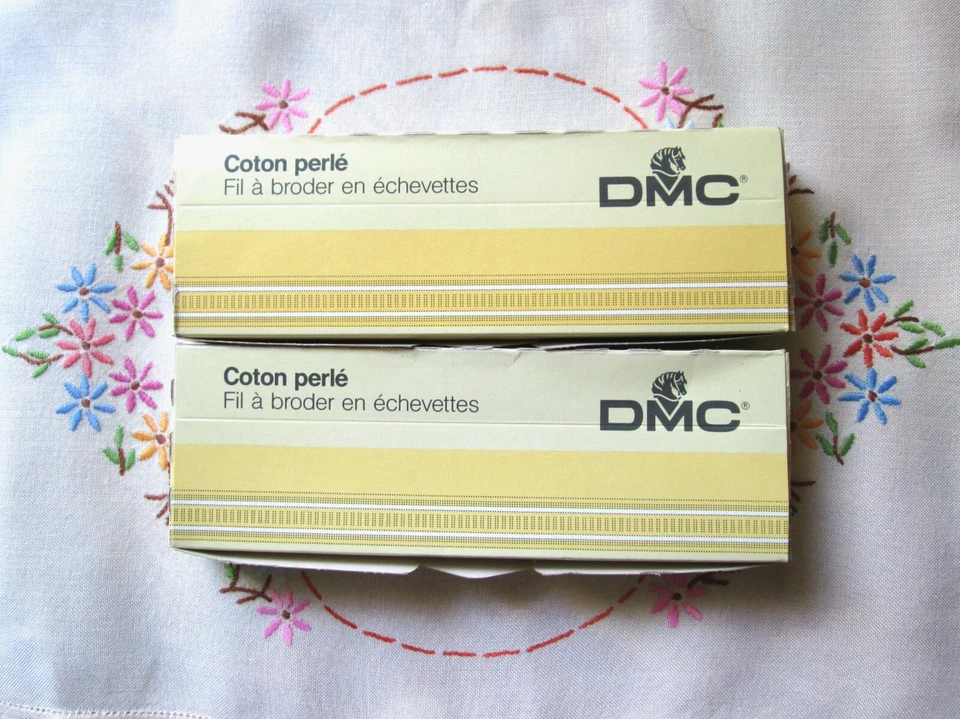 Coton perlé
Fil à broder en échevettes
DMC®
Coton perlé
Fil à broder en échevettes
DMC®